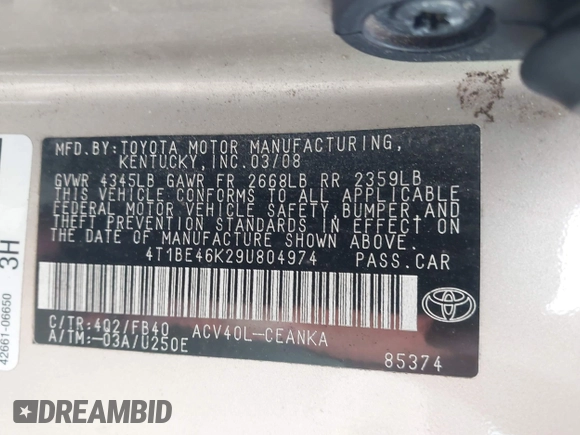 MFD.BY:TOYOTA MOTOR MANUFACTURING,
KENTUCKY,INC.03/08
GVWR 4345LB GAWR FR 2668LB RR 2359LB
THIS VEHICLE CONFORMS TO ALL APPLICABLE
FEDERAL MOTOR VEHICLE SAFETY, BUMPER,AND
THEFT PREVENTION STANDARDS IN EFFECT ON
THE DATE OF MANUFACTURE SHOWN ABOVE.
4T1BE46K29U804974 PASS.CAR
C/TR:4Q2/FB40 ACV40L-CEANKA
A/TM:-03A/U250E
85374
42661-06650
3H
DREAMBID